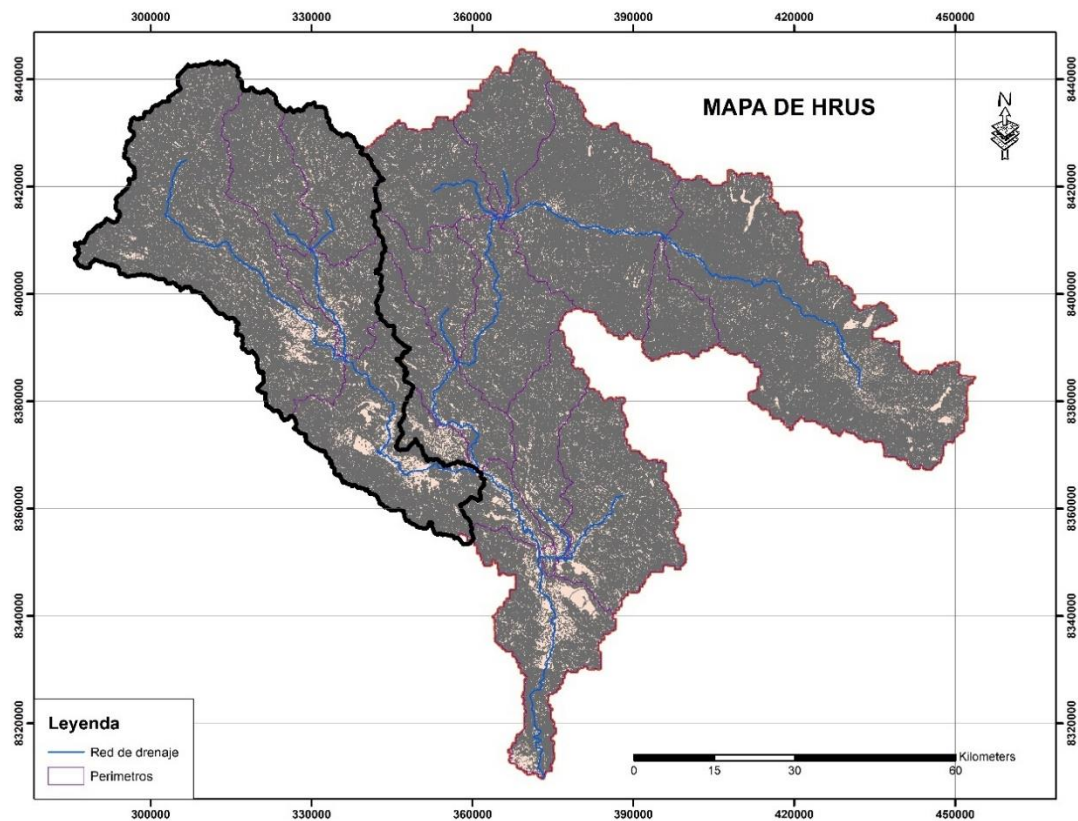 300000 330000 360000 390000 420000 450000
8440000 8440000
MAPA DE HRUS
N
8420000 8420000
8400000 8400000
8380000 8380000
8360000 8360000
8340000 8340000
8320000 8320000
Leyenda
Red de drenaje
Perimetros
Kilometers
0 15 30 60
300000 330000 360000 390000 420000 450000